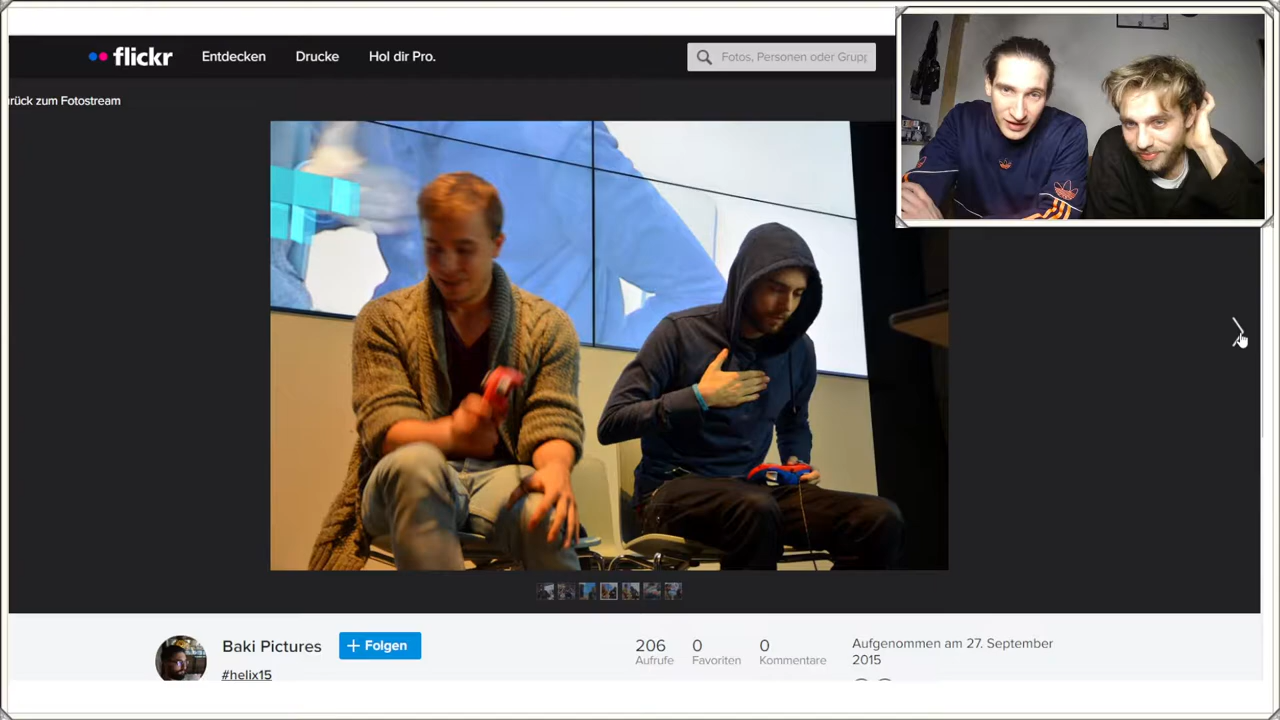 flickr Entdecken Drucke Hol dir Pro. Fotos, Personen oder Grupp
rück zum Fotostream
Baki Pictures + Folgen
#helix15
206
Aufrufe
0
Favoriten
0
Kommentare
Aufgenommen am 27. September
2015